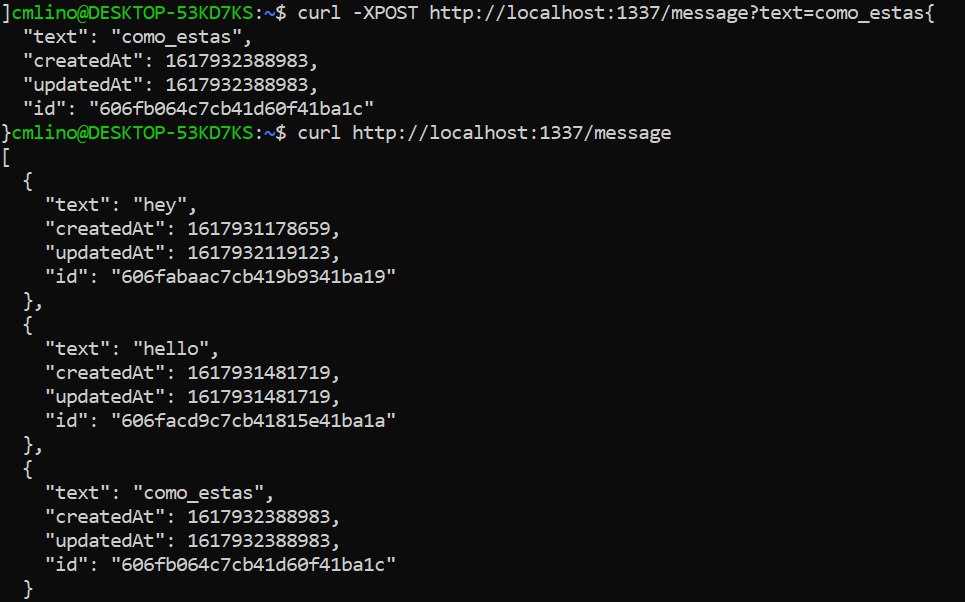 ]cmlino@DESKTOP-53KD7KS:~$ curl -XPOST http://localhost:1337/message?text=como_estas{
  "text": "como_estas",
  "createdAt": 1617932388983,
  "updatedAt": 1617932388983,
  "id": "606fb064c7cb41d60f41ba1c"
}cmlino@DESKTOP-53KD7KS:~$ curl http://localhost:1337/message
[
  {
    "text": "hey",
    "createdAt": 1617931178659,
    "updatedAt": 1617932119123,
    "id": "606fabaac7cb419b9341ba19"
  },
  {
    "text": "hello",
    "createdAt": 1617931481719,
    "updatedAt": 1617931481719,
    "id": "606facd9c7cb41815e41ba1a"
  },
  {
    "text": "como_estas",
    "createdAt": 1617932388983,
    "updatedAt": 1617932388983,
    "id": "606fb064c7cb41d60f41ba1c"
  }